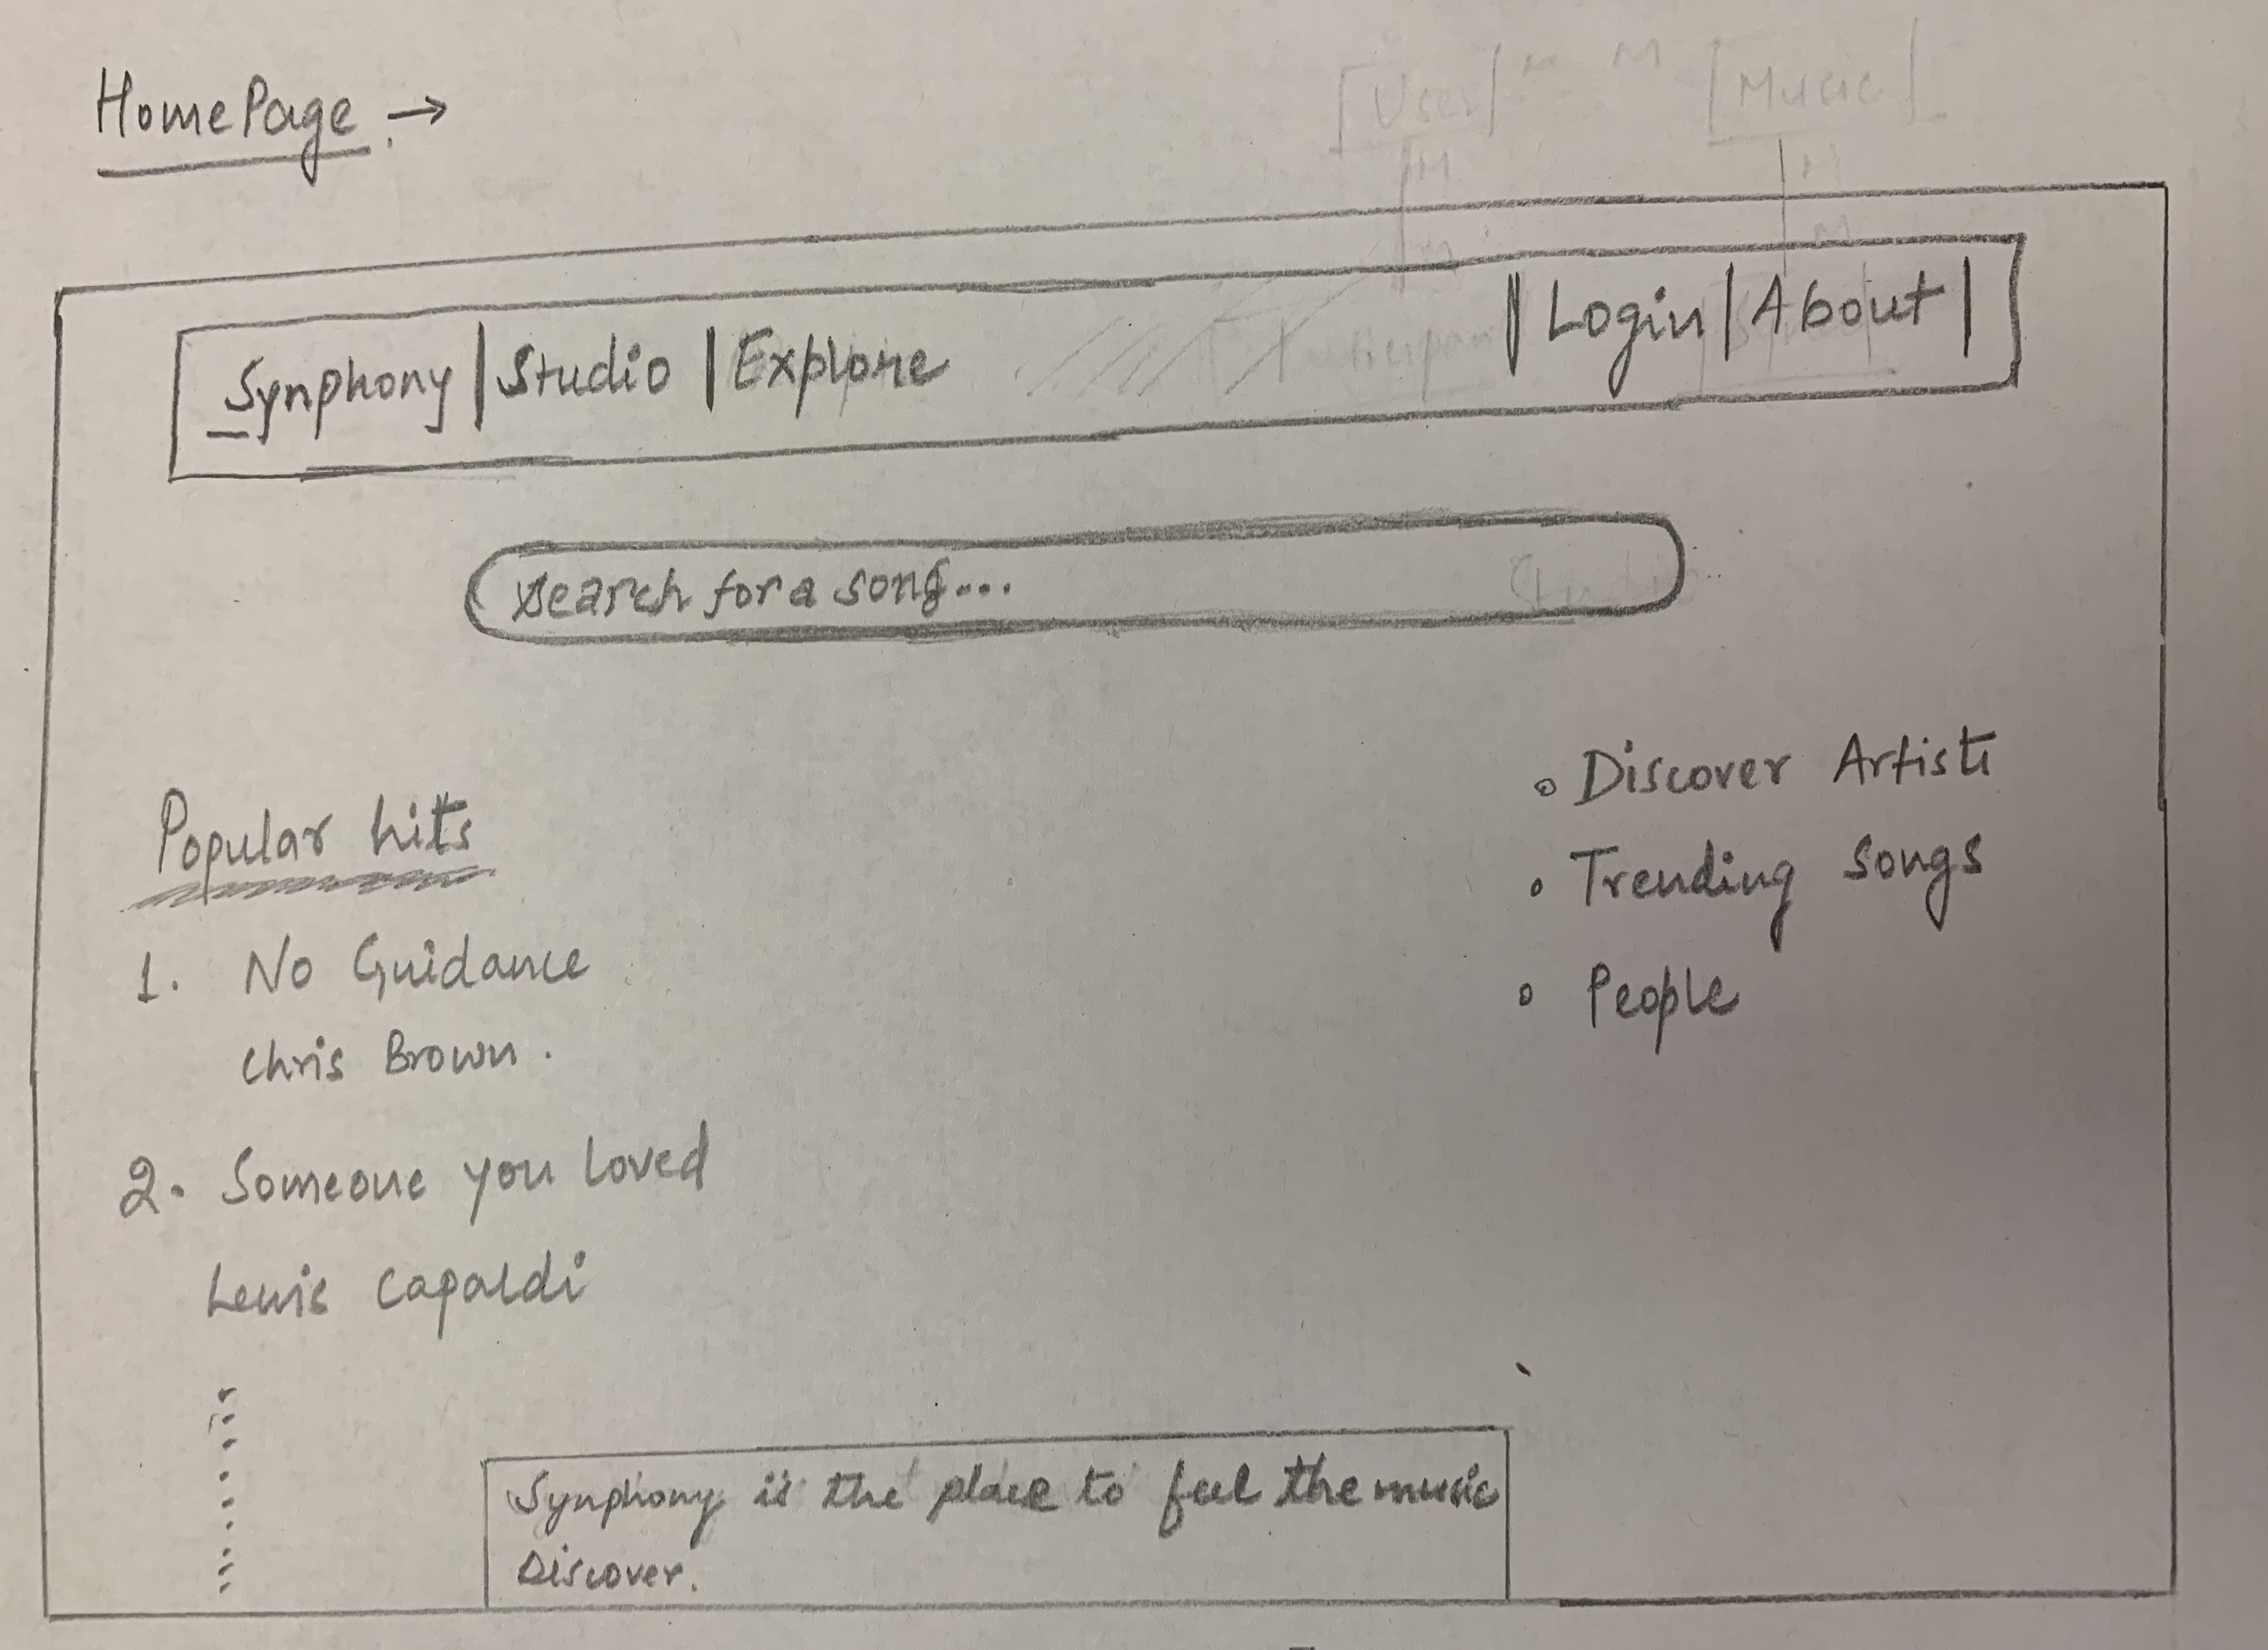 HomePage →
[User] M M [Music]
M M
M M
Synphony | Studio | Explore || Login | About |
Search for a song...
Popular hits
• Discover Artists
• Trending Songs
• People
1. No Guidance
Chris Brown.
2. Someone you loved
Lewis Capaldi
Synphony is the place to feel the music
Discover.